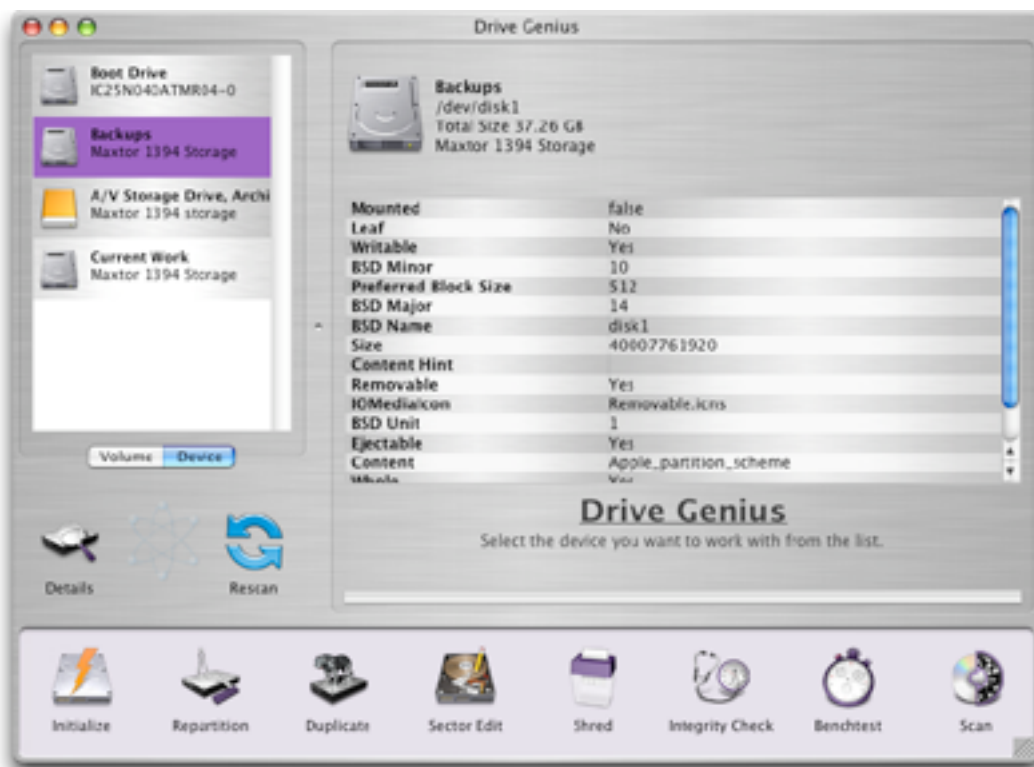 Drive Genius
Boot Drive
IC25N040ATMR04-0
Backups
Maxtor 1394 Storage
A/V Storage Drive, Archi
Maxtor 1394 storage
Current Work
Maxtor 1394 Storage
Volume Device
Details
Rescan
Backups
/dev/disk1
Total Size 37.26 GB
Maxtor 1394 Storage
Mounted false
Leaf No
Writable Yes
BSD Minor 10
Preferred Block Size 512
BSD Major 14
BSD Name disk1
Size 40007761920
Content Hint
Removable Yes
IOMediaIcon Removable.icns
BSD Unit 1
Ejectable Yes
Content Apple_partition_scheme
Whole Yes
Drive Genius
Select the device you want to work with from the list.
Initialize Repartition Duplicate Sector Edit Shred Integrity Check Benchtest Scan